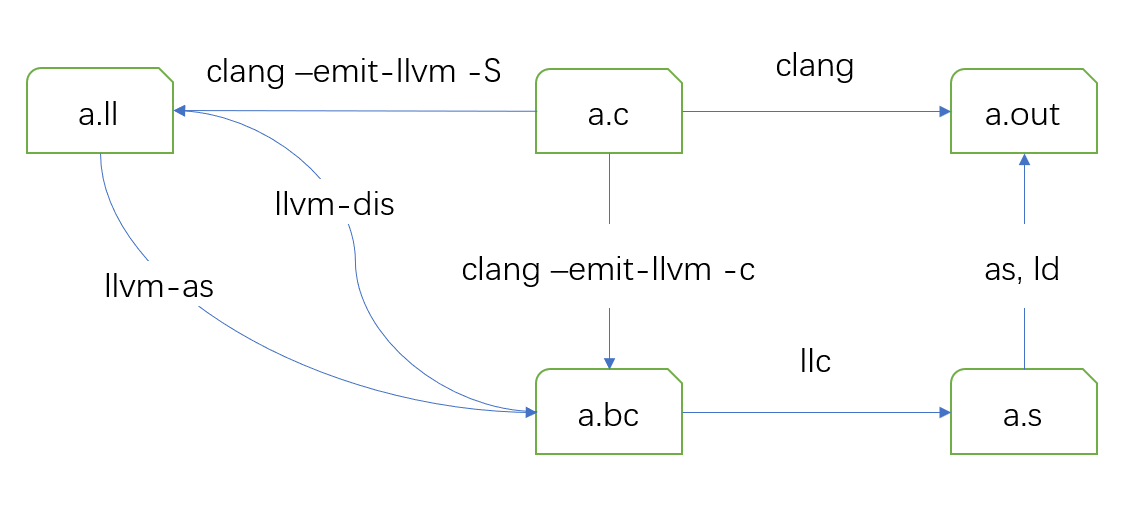 clang –emit-llvm -S
clang
a.ll
a.c
a.out
llvm-dis
llvm-as
clang –emit-llvm -c
as, ld
llc
a.bc
a.s